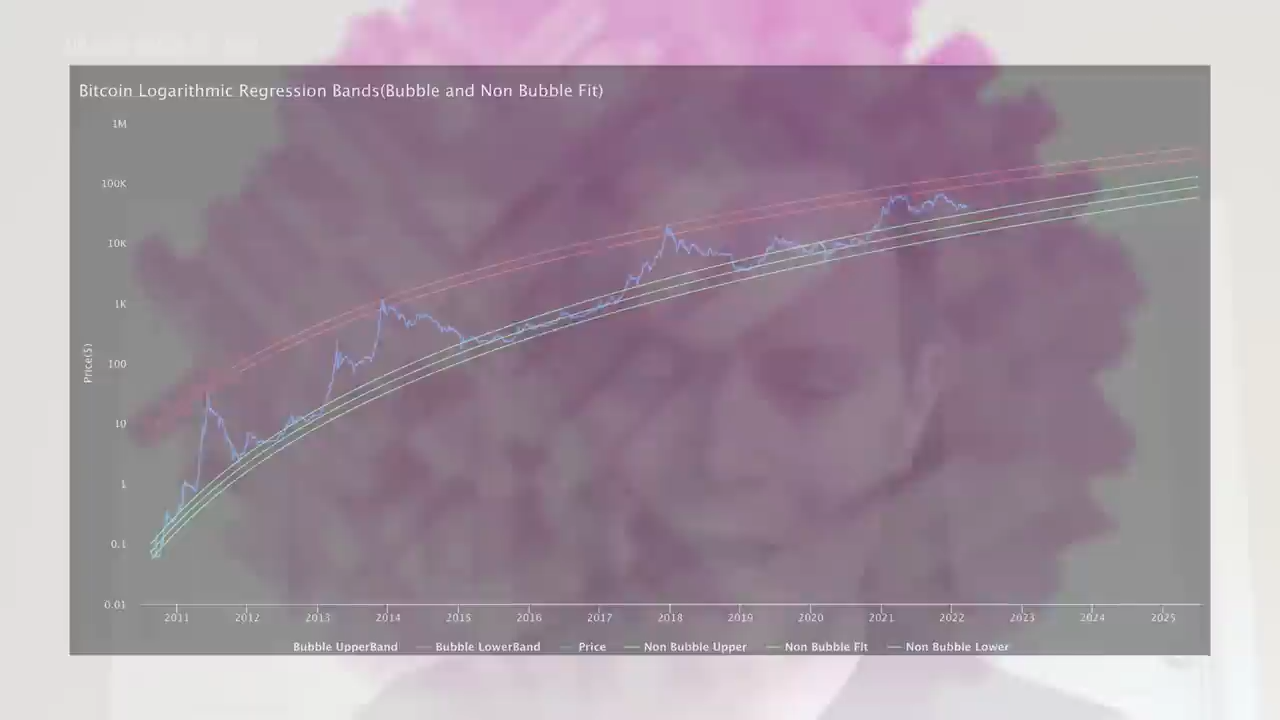 Bitcoin Logarithmic Regression Bands(Bubble and Non Bubble Fit)
1M
100K
10K
1K
100
10
1
0.1
0.01
Price($)
2011 2012 2013 2014 2015 2016 2017 2018 2019 2020 2021 2022 2023 2024 2025
Bubble UpperBand Bubble LowerBand Price Non Bubble Upper Non Bubble Fit Non Bubble Lower